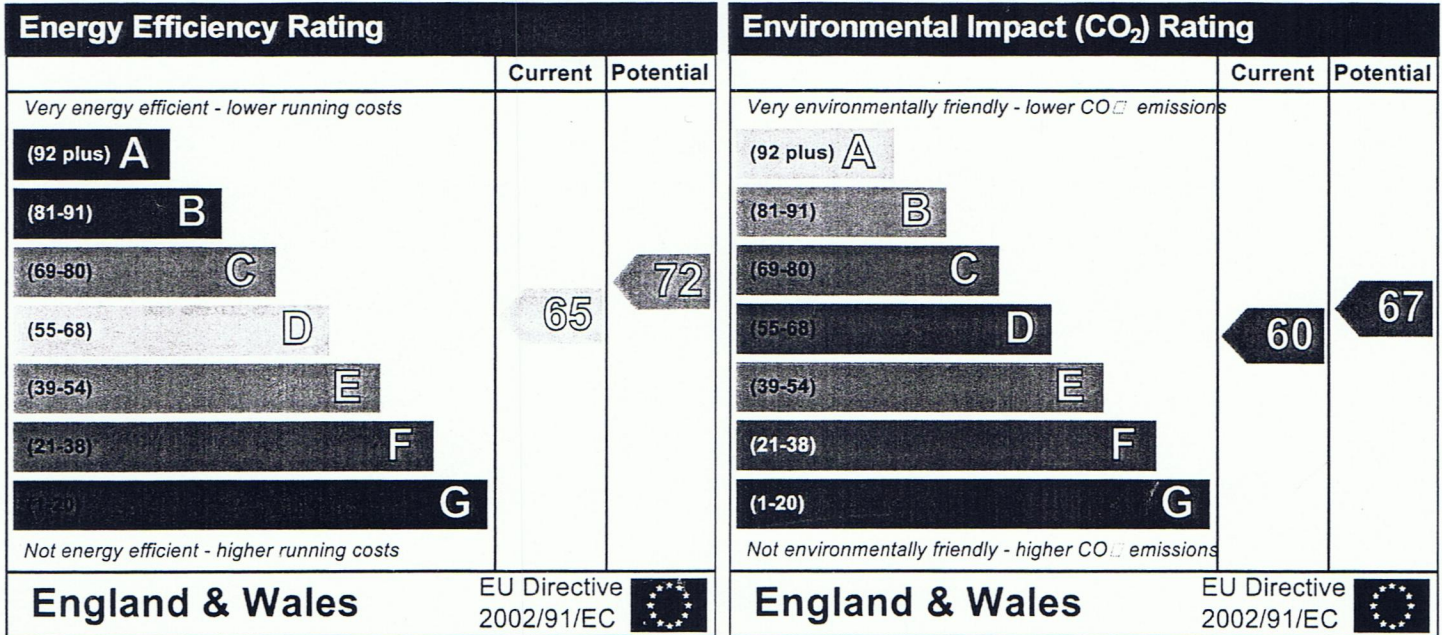 Energy Efficiency Rating
Current Potential
Very energy efficient - lower running costs
(92 plus) A
(81-91) B
(69-80) C
(55-68) D
(39-54) E
(21-38) F
(1-20) G
65
72
Not energy efficient - higher running costs
England & Wales
EU Directive
2002/91/EC
Environmental Impact (CO₂) Rating
Current Potential
Very environmentally friendly - lower CO□ emissions
(92 plus) A
(81-91) B
(69-80) C
(55-68) D
(39-54) E
(21-38) F
(1-20) G
60
67
Not environmentally friendly - higher CO□ emissions
England & Wales
EU Directive
2002/91/EC